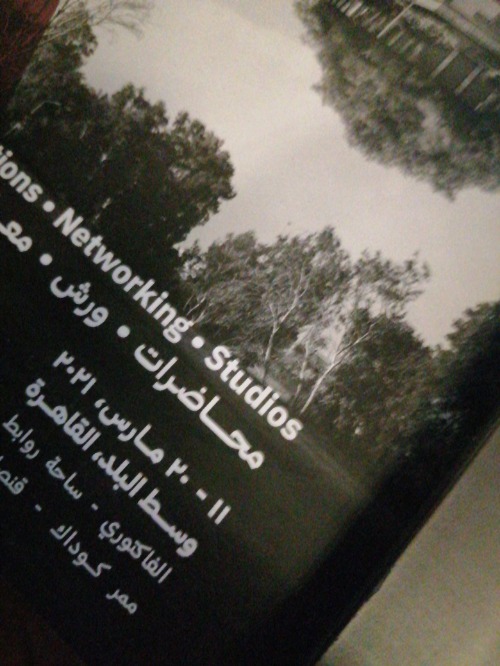 • Networking • Studios
محاضرات • ورش •
١١ - ٢٠ مارس، ٢٠٢١
وسط البلد، القاهرة
الفاكتوري - ساحة روابط
ممر كوداك -